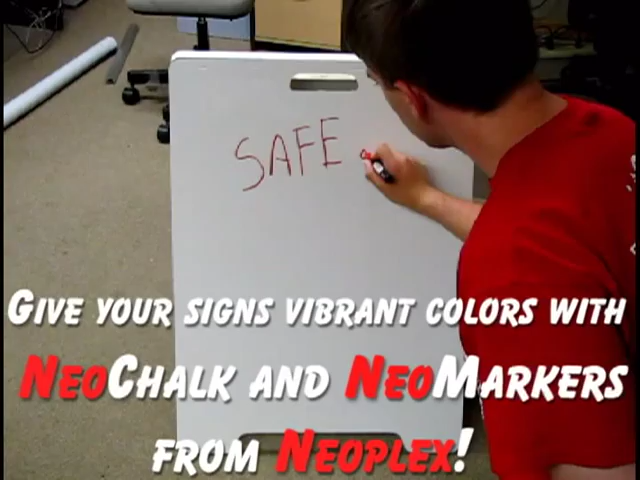 SAFE
GIVE YOUR SIGNS VIBRANT COLORS WITH
NEOCHALK AND NEOMARKERS
FROM NEOPLEX!